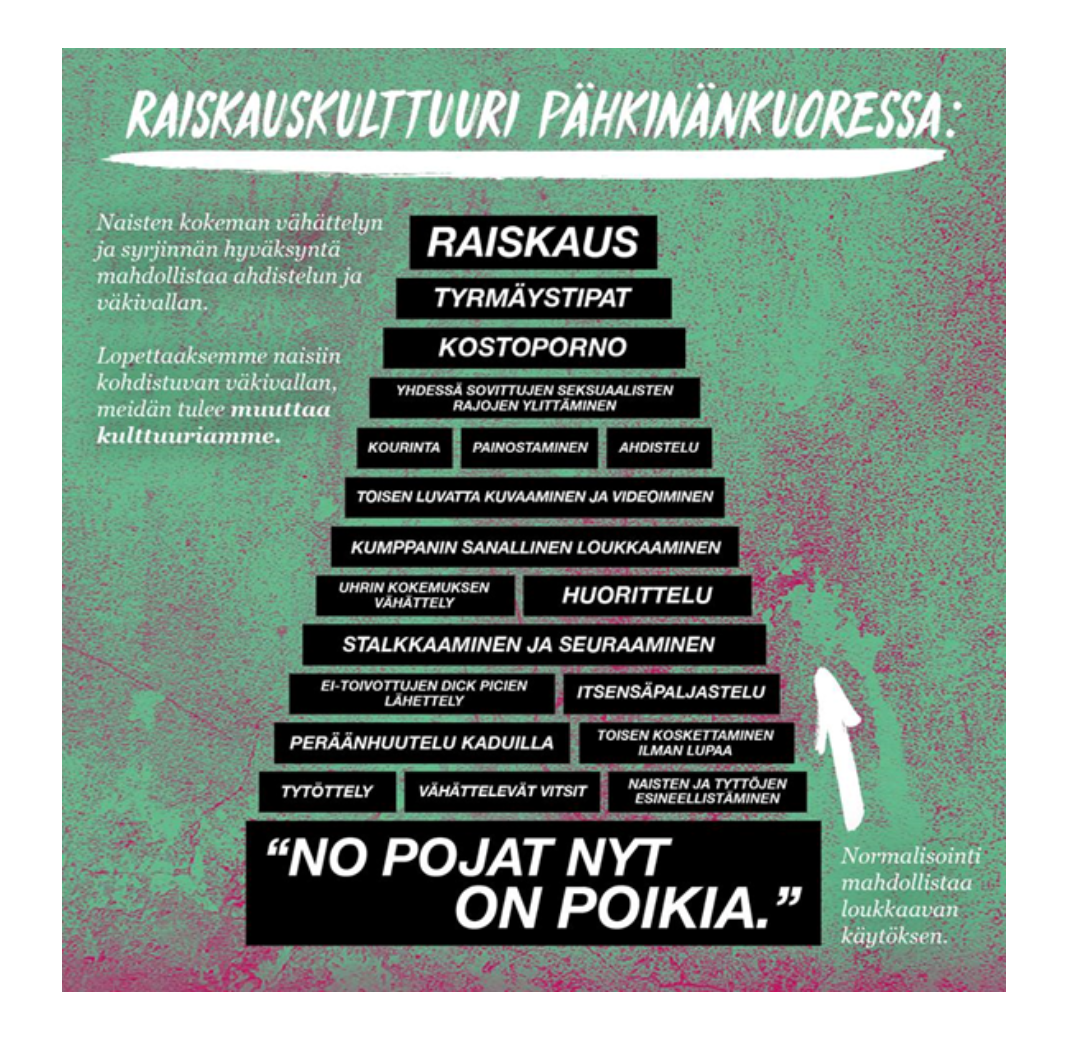 RAISKAUSKULTTUURI PÄHKINÄNKUORESSA:
Naisten kokeman vähättelyn
ja syrjinnän hyväksyntä
mahdollistaa ahdistelun ja
väkivallan.
Lopettaaksemme naisiin
kohdistuvan väkivallan,
meidän tulee muuttaa
kulttuuriamme.
RAISKAUS
TYRMÄYSTIPAT
KOSTOPORNO
YHDESSÄ SOVITTUJEN SEKSUAALISTEN
RAJOJEN YLITTÄMINEN
KOURINTA
PAINOSTAMINEN
AHDISTELU
TOISEN LUVATTA KUVAAMINEN JA VIDEOIMINEN
KUMPPANIN SANALLINEN LOUKKAAMINEN
UHRIN KOKEMUKSEN
VÄHÄTTELY
HUORITTELU
STALKKAAMINEN JA SEURAAMINEN
EI-TOIVOTTUJEN DICK PICIEN
LÄHETTELY
ITSENSÄPALJASTELU
PERÄÄNHUUTELU KADUILLA
TOISEN KOSKETTAMINEN
ILMAN LUPAA
TYTÖTTELY
VÄHÄTTELEVÄT VITSIT
NAISTEN JA TYTTÖJEN
ESINEELLISTÄMINEN
“NO POJAT NYT
ON POIKIA.”
Normalisointi
mahdollistaa
loukkaavan
käytöksen.